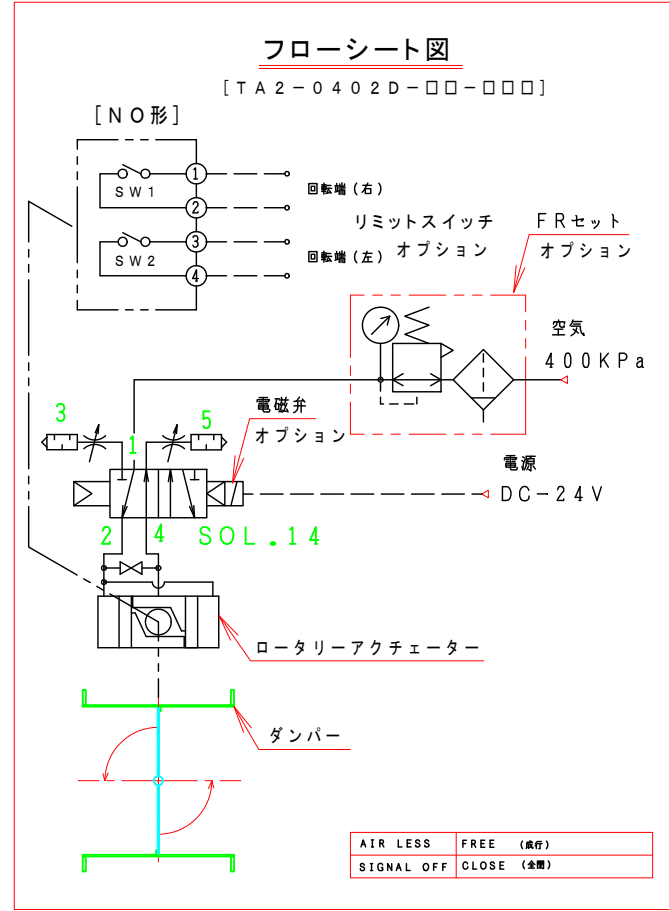 フローシート図
[TA2-0402D-□□-□□□]
[NO形]
SW1
1
2
回転端(右)
SW2
3
4
回転端(左)
リミットスイッチ
オプション
FRセット
オプション
空気
400KPa
3
1
5
電磁弁
オプション
電源
DC-24V
2
4
SOL.14
ロータリーアクチェーター
ダンパー
AIR LESS FREE (成行)
SIGNAL OFF CLOSE (全閉)